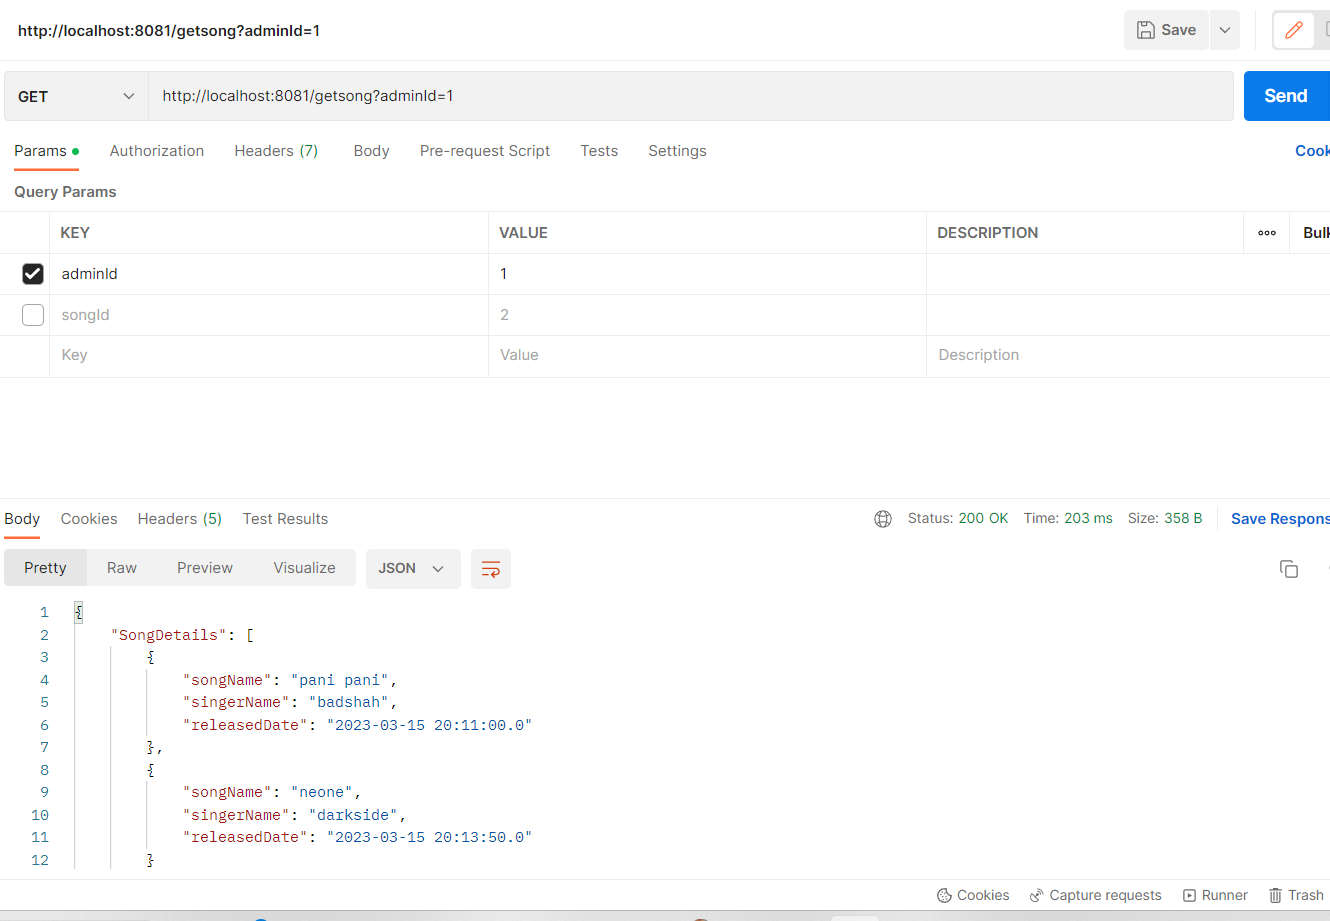 http://localhost:8081/getsong?adminId=1
Save
GET http://localhost:8081/getsong?adminId=1 Send
Params Authorization Headers (7) Body Pre-request Script Tests Settings Cook
Query Params
KEY VALUE DESCRIPTION ooo Bulk
adminId 1
songId 2
Key Value Description
Body Cookies Headers (5) Test Results Status: 200 OK Time: 203 ms Size: 358 B Save Respons
Pretty Raw Preview Visualize JSON
1 {
2 "SongDetails": [
3 {
4 "songName": "pani pani",
5 "singerName": "badshah",
6 "releasedDate": "2023-03-15 20:11:00.0"
7 },
8 {
9 "songName": "neone",
10 "singerName": "darkside",
11 "releasedDate": "2023-03-15 20:13:50.0"
12 }
Cookies Capture requests Runner Trash